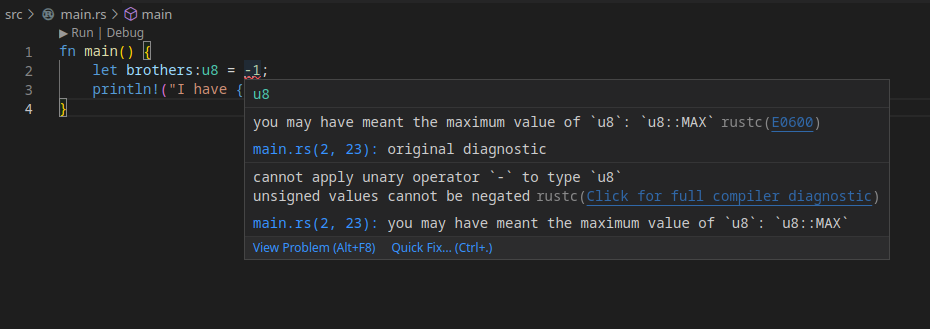 src > main.rs > main
▶ Run | Debug
1 fn main() {
2     let brothers:u8 = -1;
3     println!("I have {
4 }
u8
you may have meant the maximum value of `u8`: `u8::MAX` rustc(E0600)
main.rs(2, 23): original diagnostic
cannot apply unary operator `-` to type `u8`
unsigned values cannot be negated rustc(Click for full compiler diagnostic)
main.rs(2, 23): you may have meant the maximum value of `u8`: `u8::MAX`
View Problem (Alt+F8) Quick Fix... (Ctrl+.)